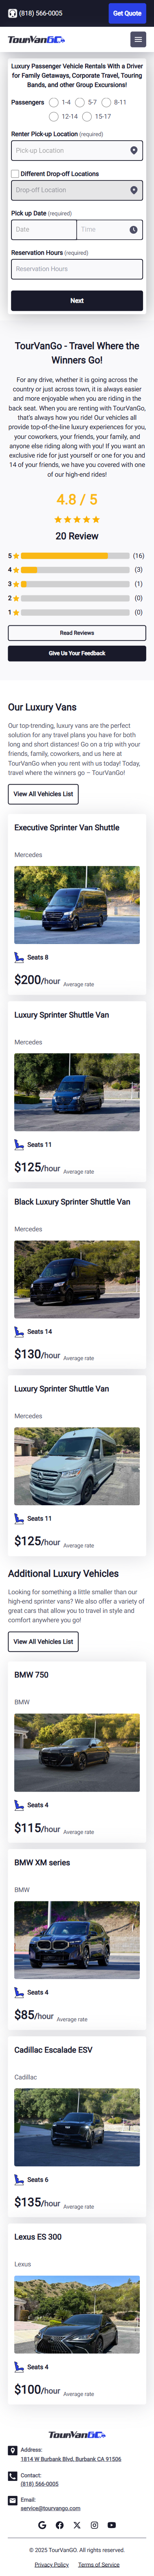 (818) 566-0005
Get Quote
TourVanGO
Luxury Passenger Vehicle Rentals With a Driver
for Family Getaways, Corporate Travel, Touring
Bands, and other Group Excursions!
Passengers 1-4 5-7 8-11
12-14 15-17
Renter Pick-up Location (required)
Pick-up Location
Different Drop-off Locations
Drop-off Location
Pick up Date (required)
Date Time
Reservation Hours (required)
Reservation Hours
Next
TourVanGo - Travel Where the
Winners Go!
For any drive, whether it is going across the
country or just across town, it is always easier
and more enjoyable when you are riding in the
back seat. When you are renting with TourVanGo,
that's always how you ride! Our vehicles all
provide top-of-the-line luxury experiences for you,
your coworkers, your friends, your family, and
anyone else riding along with you! If you want an
exclusive ride for just yourself or one for you and
14 of your friends, we have you covered with one
of our high-end rides!
4.8 / 5
20 Review
5 (16)
4 (3)
3 (1)
2 (0)
1 (0)
Read Reviews
Give Us Your Feedback
Our Luxury Vans
Our top-trending, luxury vans are the perfect
solution for any travel plans you have for both
long and short distances! Go on a trip with your
friends, family, coworkers, and us here at
TourVanGo when you rent with us today! Today,
travel where the winners go – TourVanGo!
View All Vehicles List
Executive Sprinter Van Shuttle
Mercedes
Seats 8
$200/hour Average rate
Luxury Sprinter Shuttle Van
Mercedes
Seats 11
$125/hour Average rate
Black Luxury Sprinter Shuttle Van
Mercedes
Seats 14
$130/hour Average rate
Luxury Sprinter Shuttle Van
Mercedes
Seats 11
$125/hour Average rate
Additional Luxury Vehicles
Looking for something a little smaller than our
high-end sprinter vans? We also offer a variety of
great cars that allow you to travel in style and
comfort anywhere you go!
View All Vehicles List
BMW 750
BMW
Seats 4
$115/hour Average rate
BMW XM series
BMW
Seats 4
$85/hour Average rate
Cadillac Escalade ESV
Cadillac
Seats 6
$135/hour Average rate
Lexus ES 300
Lexus
Seats 4
$100/hour Average rate
TourVanGO
Address:
1814 W Burbank Blvd, Burbank CA 91506
Contact:
(818) 566-0005
Email:
service@tourvango.com
© 2025 TourVanGO. All rights reserved.
Privacy Policy Terms of Service